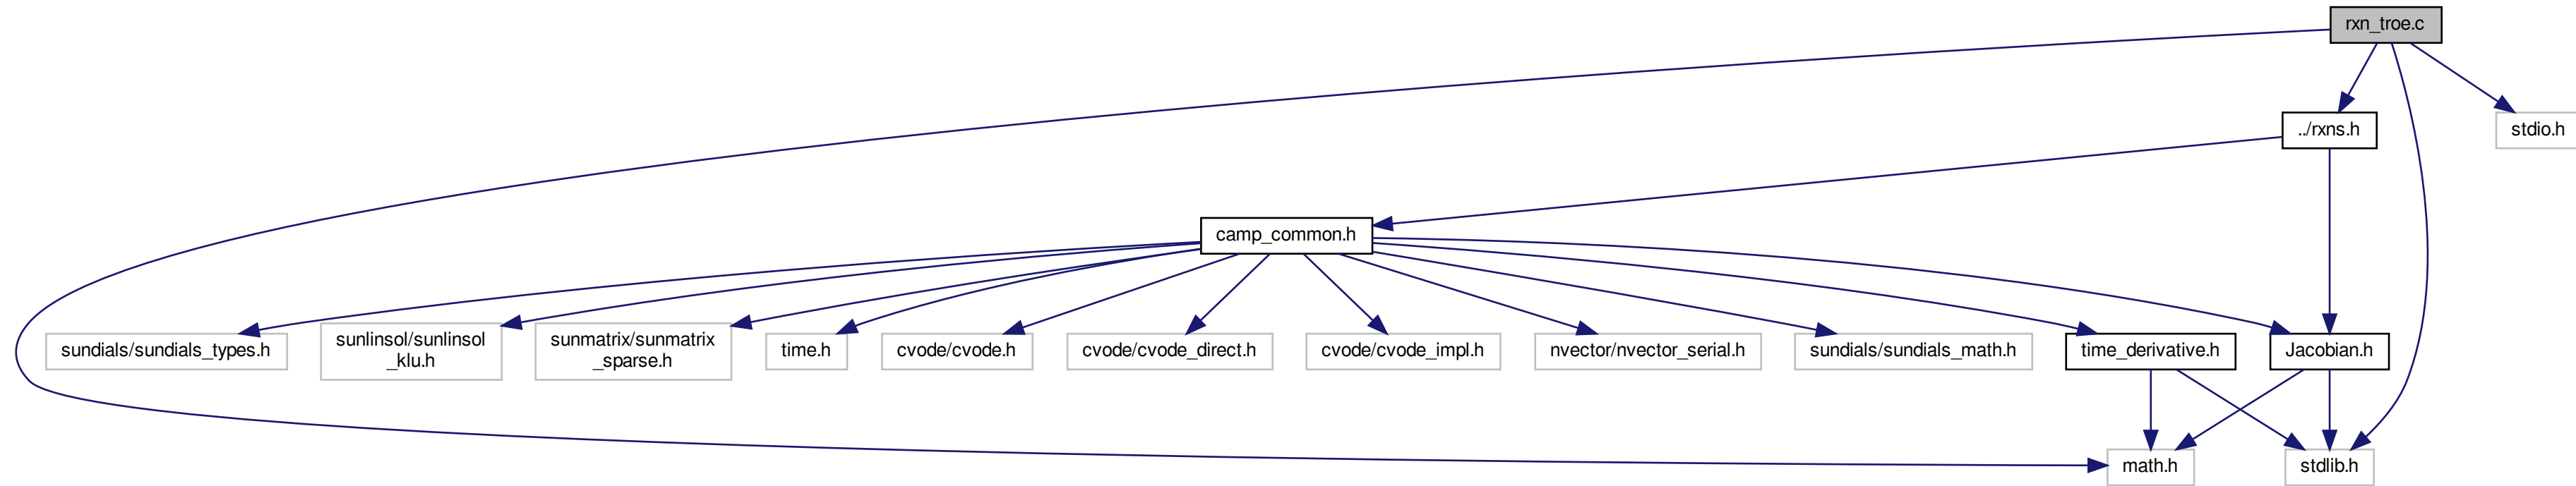 rxn_troe.c
../rxns.h
stdio.h
camp_common.h
sundials/sundials_types.h
sunlinsol/sunlinsol
_klu.h
sunmatrix/sunmatrix
_sparse.h
time.h
cvode/cvode.h
cvode/cvode_direct.h
cvode/cvode_impl.h
nvector/nvector_serial.h
sundials/sundials_math.h
time_derivative.h
Jacobian.h
math.h
stdlib.h